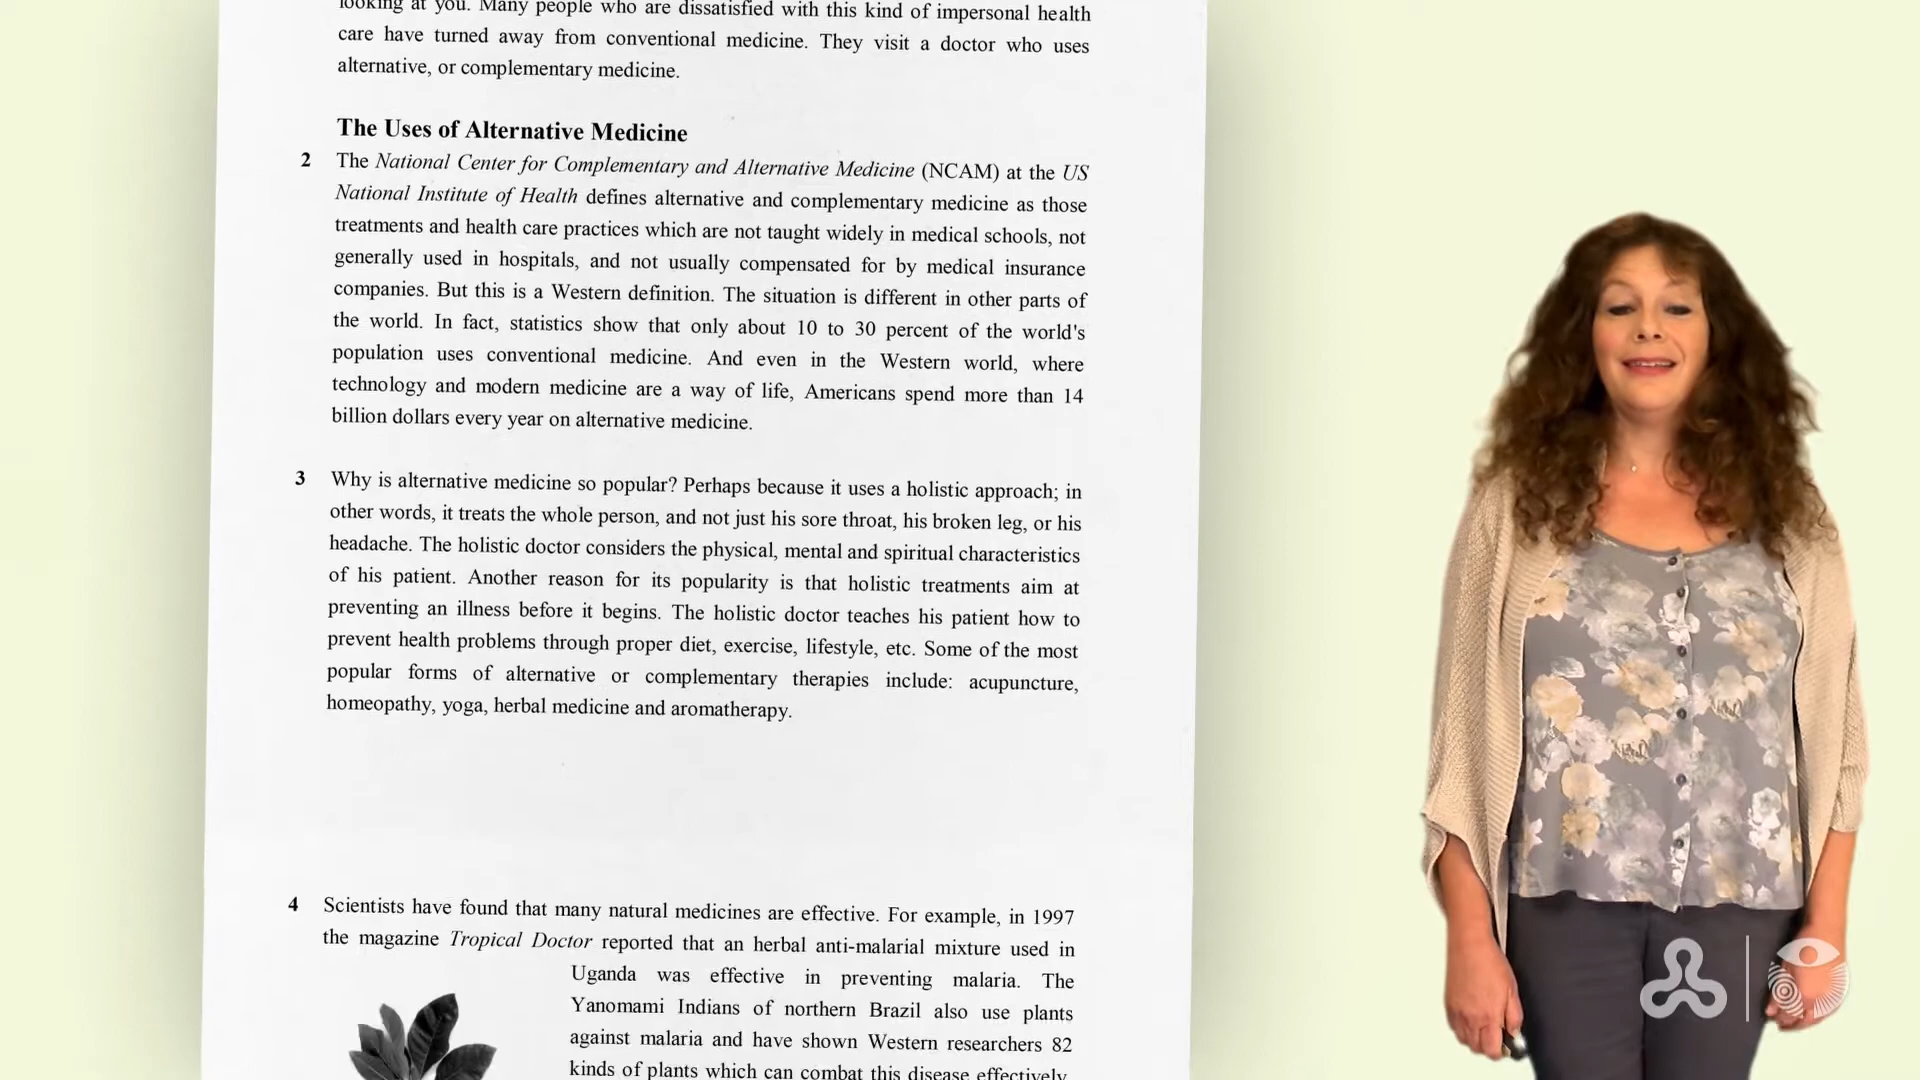 looking at you. Many people who are dissatisfied with this kind of impersonal health
care have turned away from conventional medicine. They visit a doctor who uses
alternative, or complementary medicine.
The Uses of Alternative Medicine
2 The National Center for Complementary and Alternative Medicine (NCAM) at the US
National Institute of Health defines alternative and complementary medicine as those
treatments and health care practices which are not taught widely in medical schools, not
generally used in hospitals, and not usually compensated for by medical insurance
companies. But this is a Western definition. The situation is different in other parts of
the world. In fact, statistics show that only about 10 to 30 percent of the world's
population uses conventional medicine. And even in the Western world, where
technology and modern medicine are a way of life, Americans spend more than 14
billion dollars every year on alternative medicine.
3 Why is alternative medicine so popular? Perhaps because it uses a holistic approach; in
other words, it treats the whole person, and not just his sore throat, his broken leg, or his
headache. The holistic doctor considers the physical, mental and spiritual characteristics
of his patient. Another reason for its popularity is that holistic treatments aim at
preventing an illness before it begins. The holistic doctor teaches his patient how to
prevent health problems through proper diet, exercise, lifestyle, etc. Some of the most
popular forms of alternative or complementary therapies include: acupuncture,
homeopathy, yoga, herbal medicine and aromatherapy.
4 Scientists have found that many natural medicines are effective. For example, in 1997
the magazine Tropical Doctor reported that an herbal anti-malarial mixture used in
Uganda was effective in preventing malaria. The
Yanomami Indians of northern Brazil also use plants
against malaria and have shown Western researchers 82
kinds of plants which can combat this disease effectively.